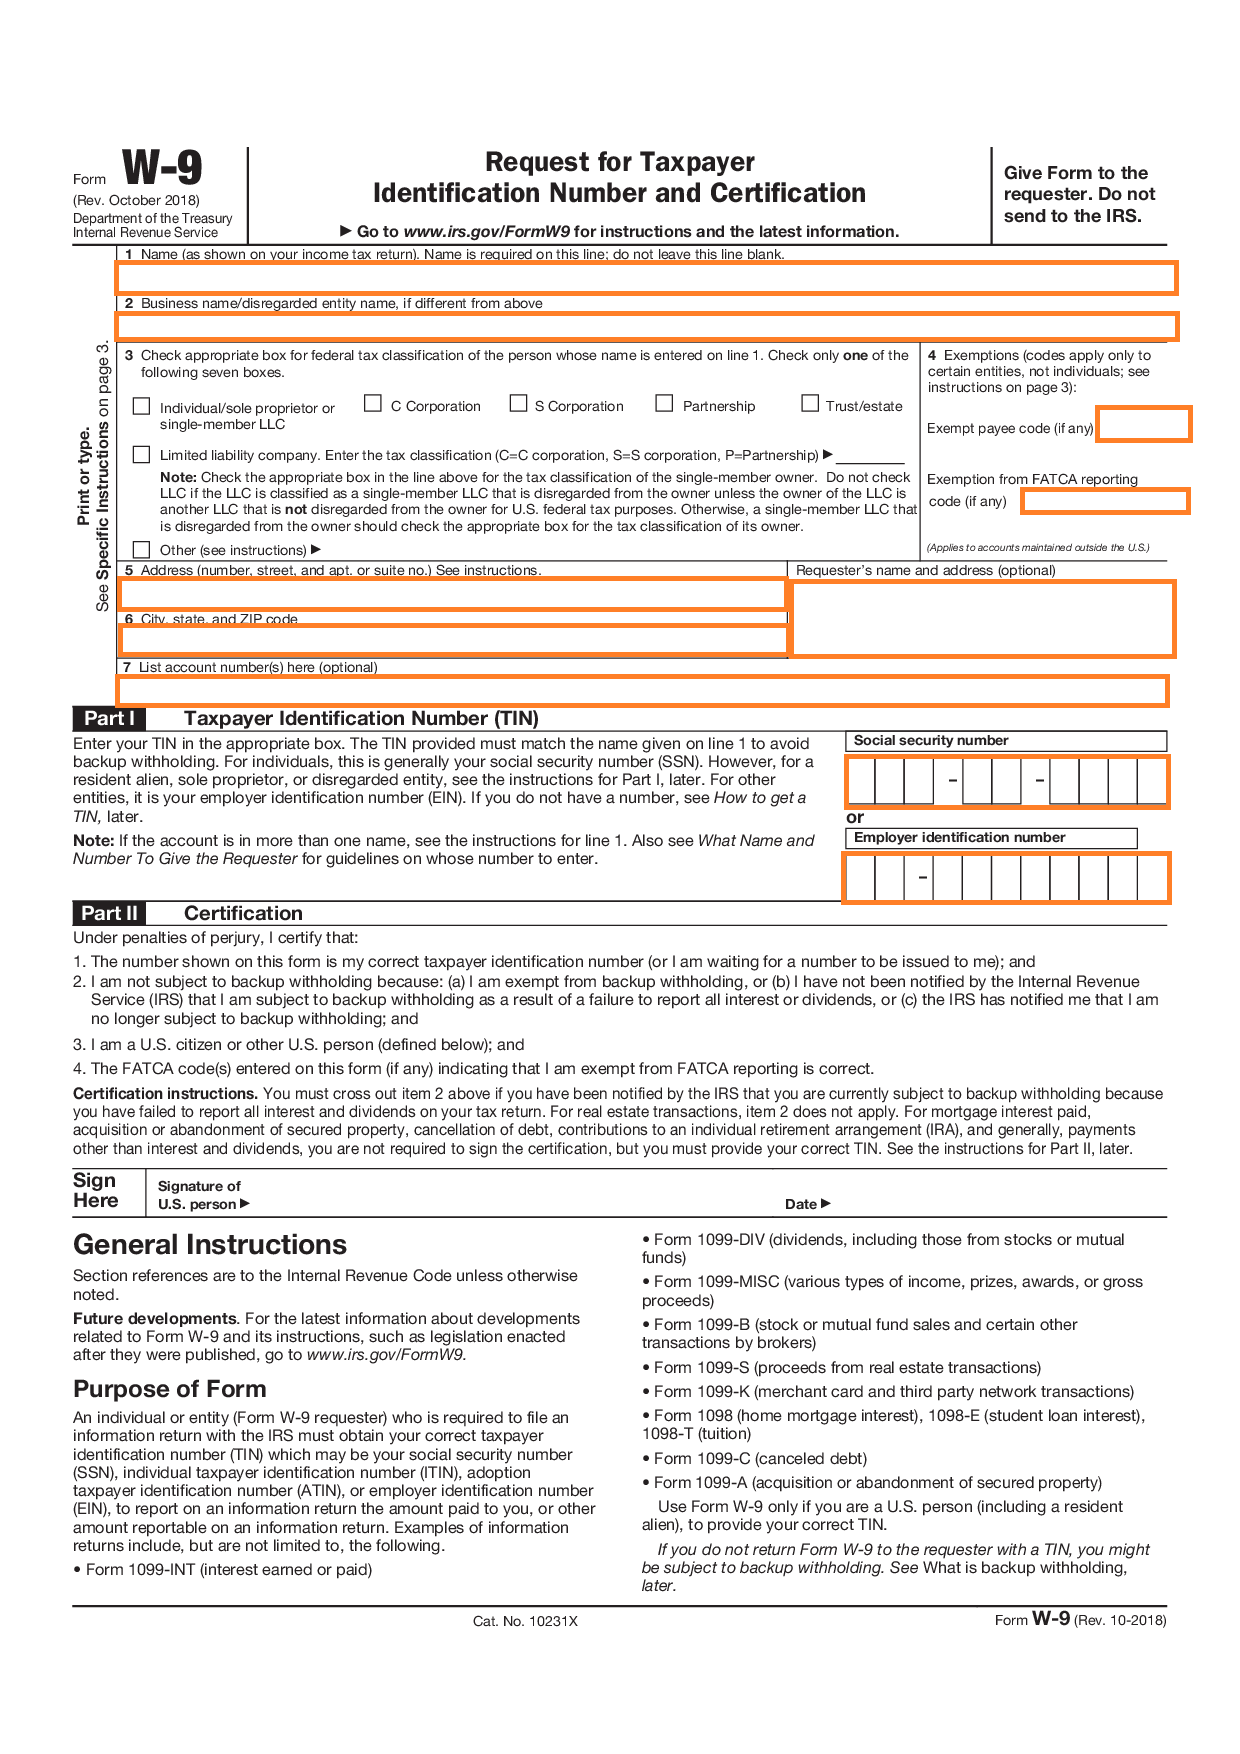 Form W-9
(Rev. October 2018)
Department of the Treasury
Internal Revenue Service
Request for Taxpayer
Identification Number and Certification
▶ Go to www.irs.gov/FormW9 for instructions and the latest information.
Give Form to the
requester. Do not
send to the IRS.
Print or type.
See Specific Instructions on page 3.
1 Name (as shown on your income tax return). Name is required on this line; do not leave this line blank.
2 Business name/disregarded entity name, if different from above
3 Check appropriate box for federal tax classification of the person whose name is entered on line 1. Check only one of the
following seven boxes.
Individual/sole proprietor or
single-member LLC
C Corporation
S Corporation
Partnership
Trust/estate
Limited liability company. Enter the tax classification (C=C corporation, S=S corporation, P=Partnership) ▶
Note: Check the appropriate box in the line above for the tax classification of the single-member owner. Do not check
LLC if the LLC is classified as a single-member LLC that is disregarded from the owner unless the owner of the LLC is
another LLC that is not disregarded from the owner for U.S. federal tax purposes. Otherwise, a single-member LLC that
is disregarded from the owner should check the appropriate box for the tax classification of its owner.
Other (see instructions) ▶
4 Exemptions (codes apply only to
certain entities, not individuals; see
instructions on page 3):
Exempt payee code (if any)
Exemption from FATCA reporting
code (if any)
(Applies to accounts maintained outside the U.S.)
5 Address (number, street, and apt. or suite no.) See instructions.
Requester's name and address (optional)
6 City, state, and ZIP code
7 List account number(s) here (optional)
Part I Taxpayer Identification Number (TIN)
Enter your TIN in the appropriate box. The TIN provided must match the name given on line 1 to avoid
backup withholding. For individuals, this is generally your social security number (SSN). However, for a
resident alien, sole proprietor, or disregarded entity, see the instructions for Part I, later. For other
entities, it is your employer identification number (EIN). If you do not have a number, see How to get a
TIN, later.
Note: If the account is in more than one name, see the instructions for line 1. Also see What Name and
Number To Give the Requester for guidelines on whose number to enter.
Social security number
– –
or
Employer identification number
–
Part II Certification
Under penalties of perjury, I certify that:
1. The number shown on this form is my correct taxpayer identification number (or I am waiting for a number to be issued to me); and
2. I am not subject to backup withholding because: (a) I am exempt from backup withholding, or (b) I have not been notified by the Internal Revenue
Service (IRS) that I am subject to backup withholding as a result of a failure to report all interest or dividends, or (c) the IRS has notified me that I am
no longer subject to backup withholding; and
3. I am a U.S. citizen or other U.S. person (defined below); and
4. The FATCA code(s) entered on this form (if any) indicating that I am exempt from FATCA reporting is correct.
Certification instructions. You must cross out item 2 above if you have been notified by the IRS that you are currently subject to backup withholding because
you have failed to report all interest and dividends on your tax return. For real estate transactions, item 2 does not apply. For mortgage interest paid,
acquisition or abandonment of secured property, cancellation of debt, contributions to an individual retirement arrangement (IRA), and generally, payments
other than interest and dividends, you are not required to sign the certification, but you must provide your correct TIN. See the instructions for Part II, later.
Sign
Here
Signature of
U.S. person ▶
Date ▶
General Instructions
Section references are to the Internal Revenue Code unless otherwise
noted.
Future developments. For the latest information about developments
related to Form W-9 and its instructions, such as legislation enacted
after they were published, go to www.irs.gov/FormW9.
Purpose of Form
An individual or entity (Form W-9 requester) who is required to file an
information return with the IRS must obtain your correct taxpayer
identification number (TIN) which may be your social security number
(SSN), individual taxpayer identification number (ITIN), adoption
taxpayer identification number (ATIN), or employer identification number
(EIN), to report on an information return the amount paid to you, or other
amount reportable on an information return. Examples of information
returns include, but are not limited to, the following.
• Form 1099-INT (interest earned or paid)
• Form 1099-DIV (dividends, including those from stocks or mutual
funds)
• Form 1099-MISC (various types of income, prizes, awards, or gross
proceeds)
• Form 1099-B (stock or mutual fund sales and certain other
transactions by brokers)
• Form 1099-S (proceeds from real estate transactions)
• Form 1099-K (merchant card and third party network transactions)
• Form 1098 (home mortgage interest), 1098-E (student loan interest),
1098-T (tuition)
• Form 1099-C (canceled debt)
• Form 1099-A (acquisition or abandonment of secured property)
Use Form W-9 only if you are a U.S. person (including a resident
alien), to provide your correct TIN.
If you do not return Form W-9 to the requester with a TIN, you might
be subject to backup withholding. See What is backup withholding,
later.
Cat. No. 10231X
Form W-9 (Rev. 10-2018)